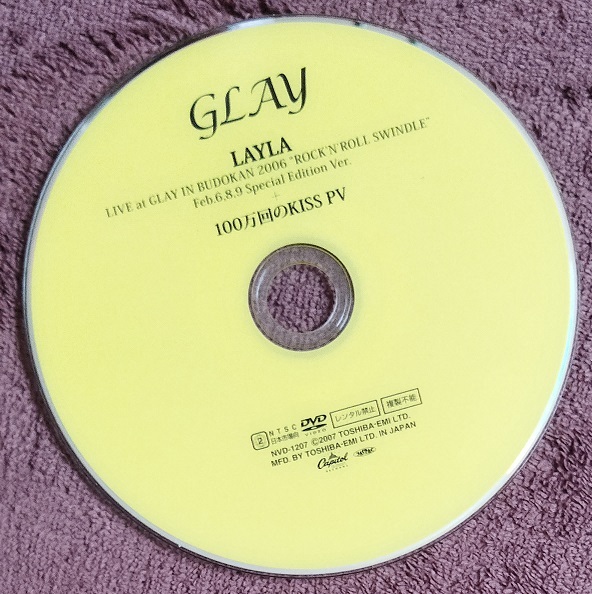 GLAY
LAYLA
LIVE at GLAY IN BUDOKAN 2006 "ROCK'N'ROLL SWINDLE"
Feb.6,8,9 Special Edition Ver.
+
100万回のKISS PV
2 NTSC 日本市場向 DVD VIDEO レンタル禁止 複製不能
NVD-1207 ©2007 TOSHIBA-EMI LTD.
MFD. BY TOSHIBA-EMI LTD. IN JAPAN
Capitol RECORDS